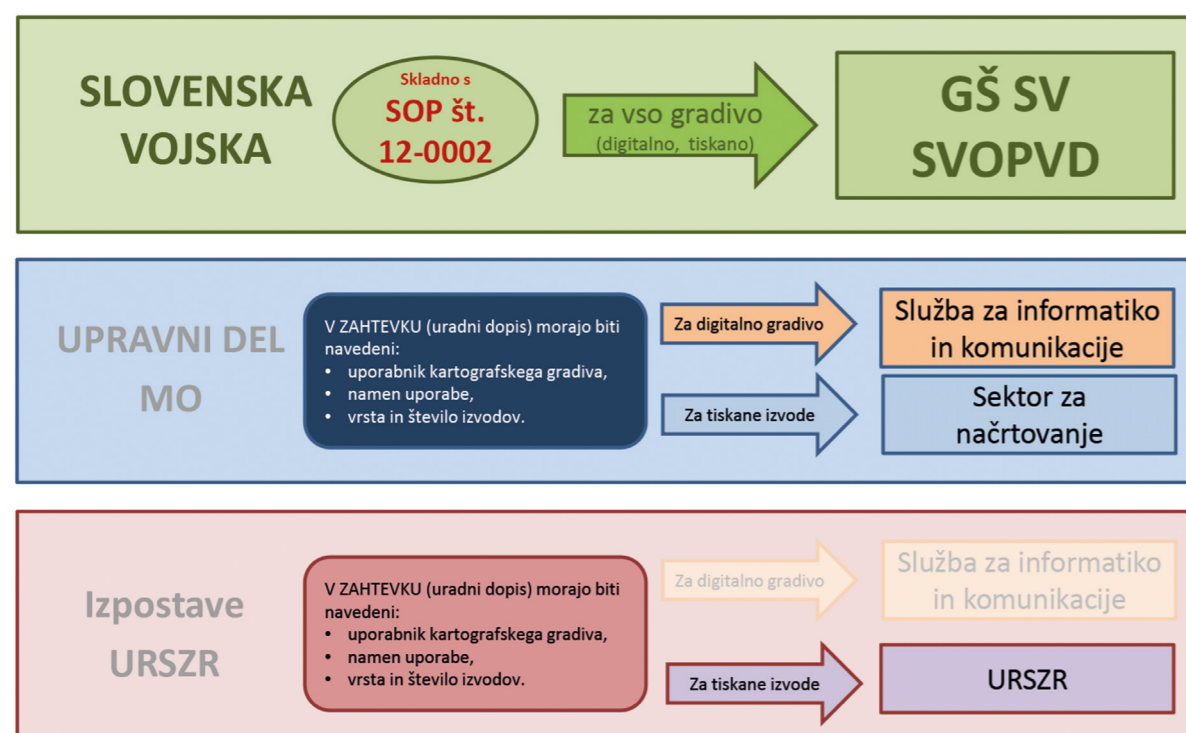 SLOVENSKA
VOJSKA
Skladno s
SOP št.
12-0002
za vso gradivo
(digitalno, tiskano)
GŠ SV
SVOPVD
UPRAVNI DEL
MO
V ZAHTEVKU (uradni dopis) morajo biti
navedeni:
• uporabnik kartografskega gradiva,
• namen uporabe,
• vrsta in število izvodov.
Za digitalno gradivo
Služba za informatiko
in komunikacije
Za tiskane izvode
Sektor za
načrtovanje
Izpostave
URSZR
V ZAHTEVKU (uradni dopis) morajo biti
navedeni:
• uporabnik kartografskega gradiva,
• namen uporabe,
• vrsta in število izvodov.
Za digitalno gradivo
Služba za informatiko
in komunikacije
Za tiskane izvode
URSZR